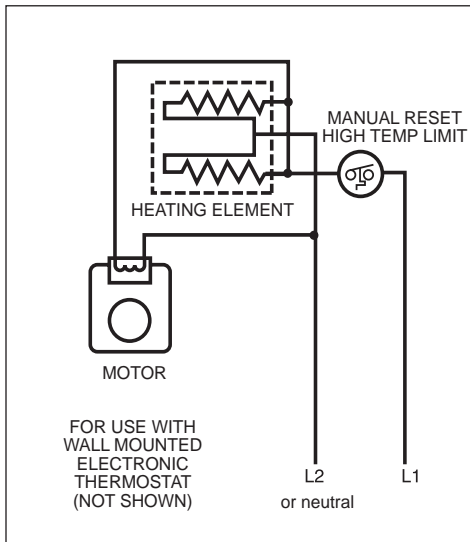 MANUAL RESET
HIGH TEMP LIMIT
HEATING ELEMENT
MOTOR
FOR USE WITH
WALL MOUNTED
ELECTRONIC
THERMOSTAT
(NOT SHOWN)
L2
or neutral
L1